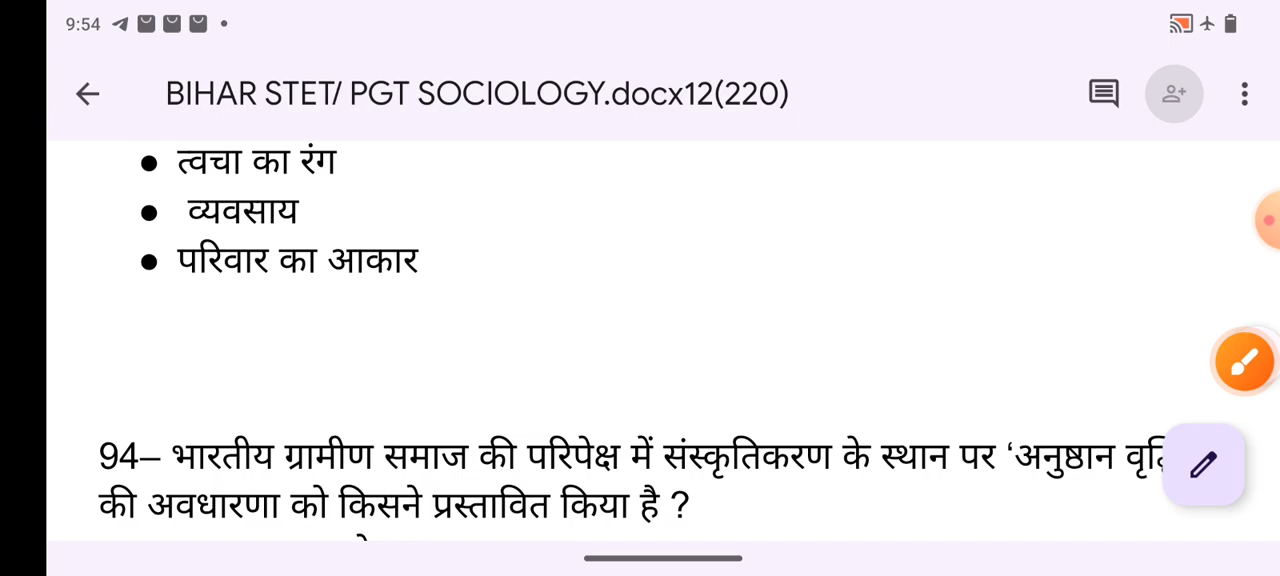 9:54
BIHAR STET/ PGT SOCIOLOGY.docx12(220)
● त्वचा का रंग
● व्यवसाय
● परिवार का आकार
94– भारतीय ग्रामीण समाज की परिपेक्ष में संस्कृतिकरण के स्थान पर ‘अनुष्ठान
की अवधारणा को किसने प्रस्तावित किया है ?